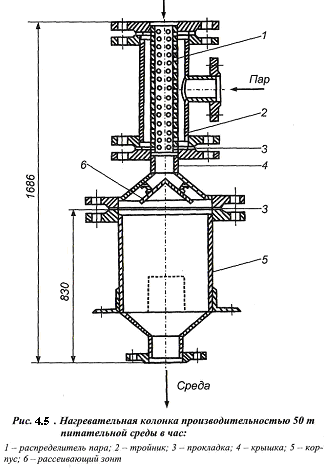 1
Пар
2
3
4
6
3
1686
830
5
Среда
Рис. 4.5 . Нагревательная колонка производительностью 50 т
питательной среды в час:
1 – распределитель пара; 2 – тройник; 3 – прокладка; 4 – крышка; 5 – кор-
пус; 6 – рассеивающий зонт